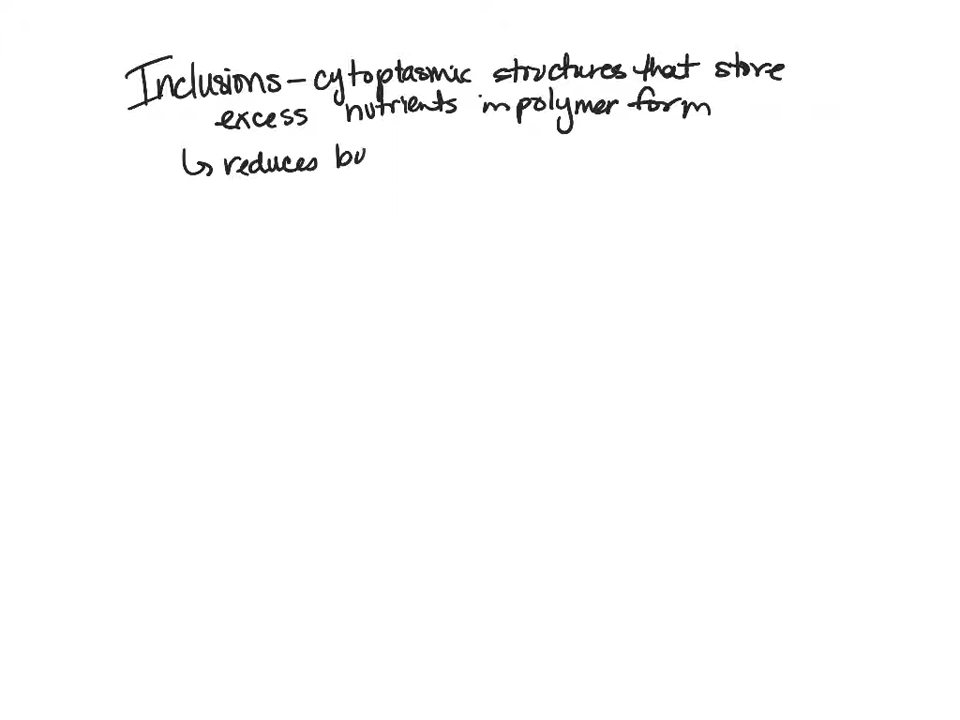 Inclusions – cytoplasmic structures that store
excess nutrients in polymer form
↳ reduces bu